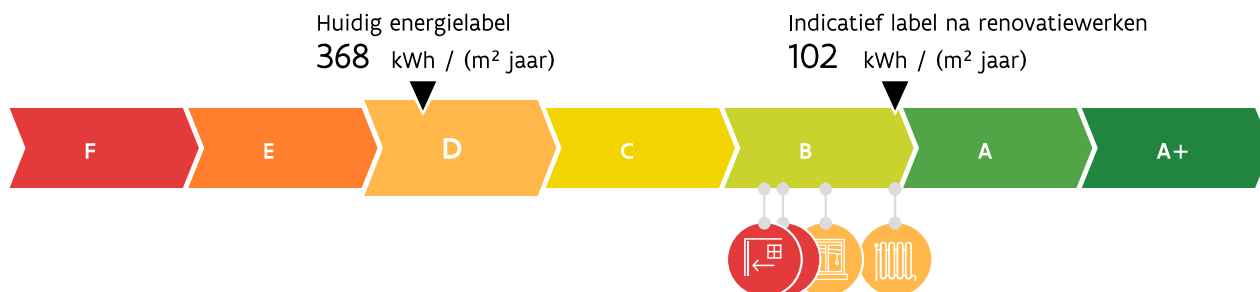 Huidig energielabel
368 kWh / (m² jaar)
Indicatief label na renovatiewerken
102 kWh / (m² jaar)
F E D C B A A+